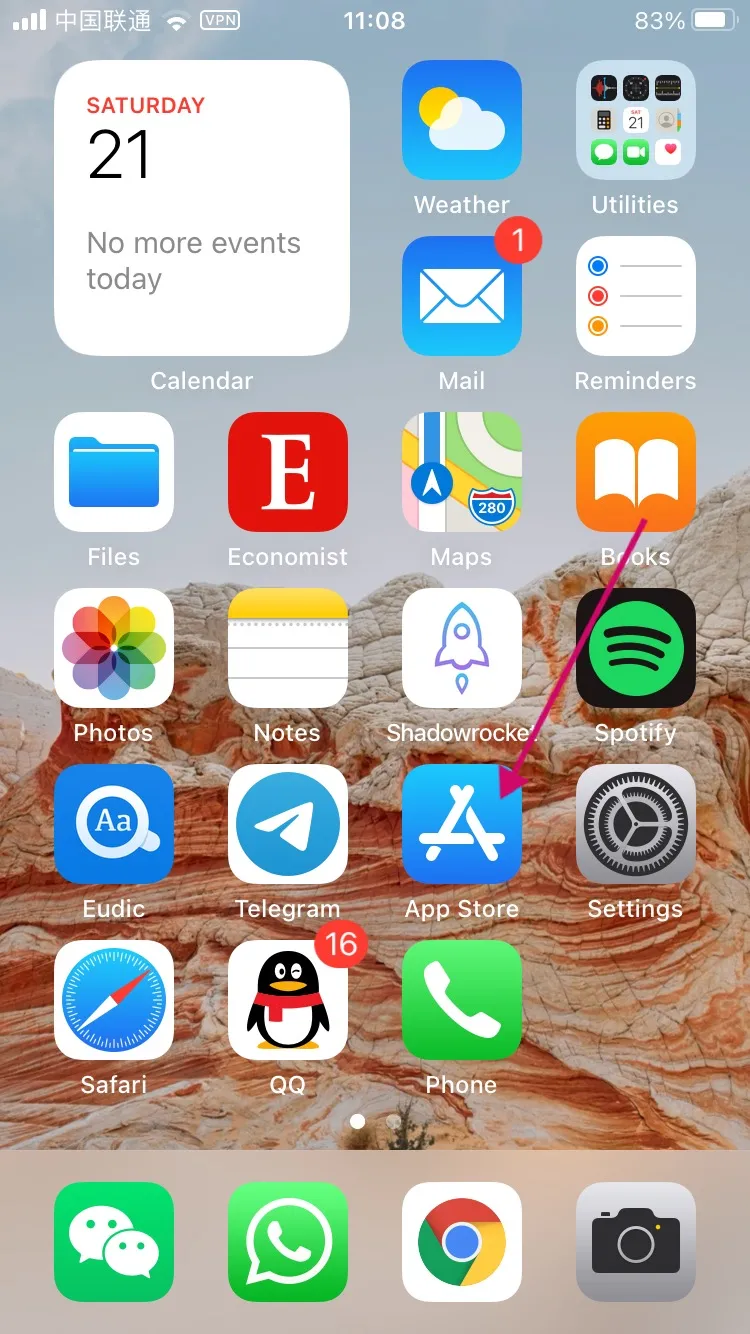 中国联通 VPN 11:08 83%
SATURDAY
21
No more events
today
Weather
SAT
21
Utilities
1
Calendar
Mail
Reminders
E
280
Files
Economist
Maps
Books
Photos
Notes
Shadowrocke
Spotify
Aa
Eudic
Telegram
App Store
Settings
16
Safari
QQ
Phone